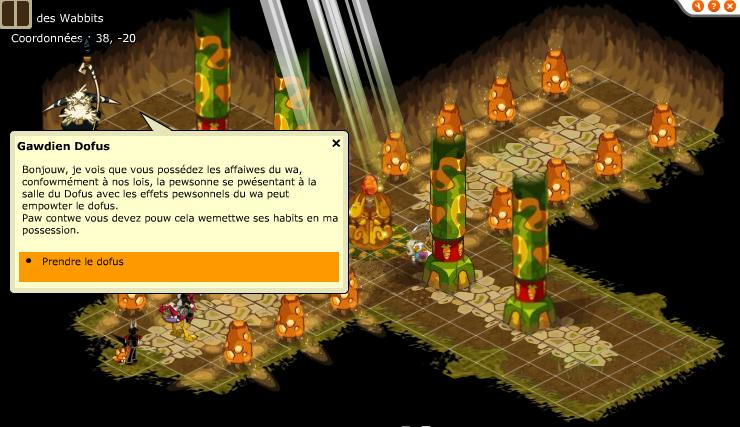 des Wabbits
Coordonnées : 38, -20
Gawdien Dofus
Bonjouw, je vois que vous possédez les affaiwes du wa,
confowmément à nos lois, la pewsonne se pwésentant à la
salle du Dofus avec les effets pewsonnels du wa peut
empowter le dofus.
Paw contwe vous devez pouw cela wemettwe ses habits en ma
possession.
Prendre le dofus